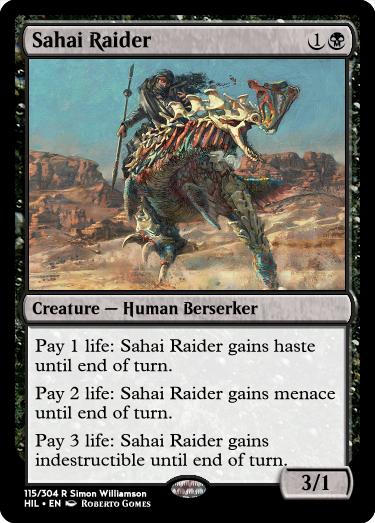 Sahai Raider 1
Creature — Human Berserker
Pay 1 life: Sahai Raider gains haste
until end of turn.
Pay 2 life: Sahai Raider gains menace
until end of turn.
Pay 3 life: Sahai Raider gains
indestructible until end of turn.
3/1
115/304 R Simon Williamson
HIL • EN Roberto Gomes